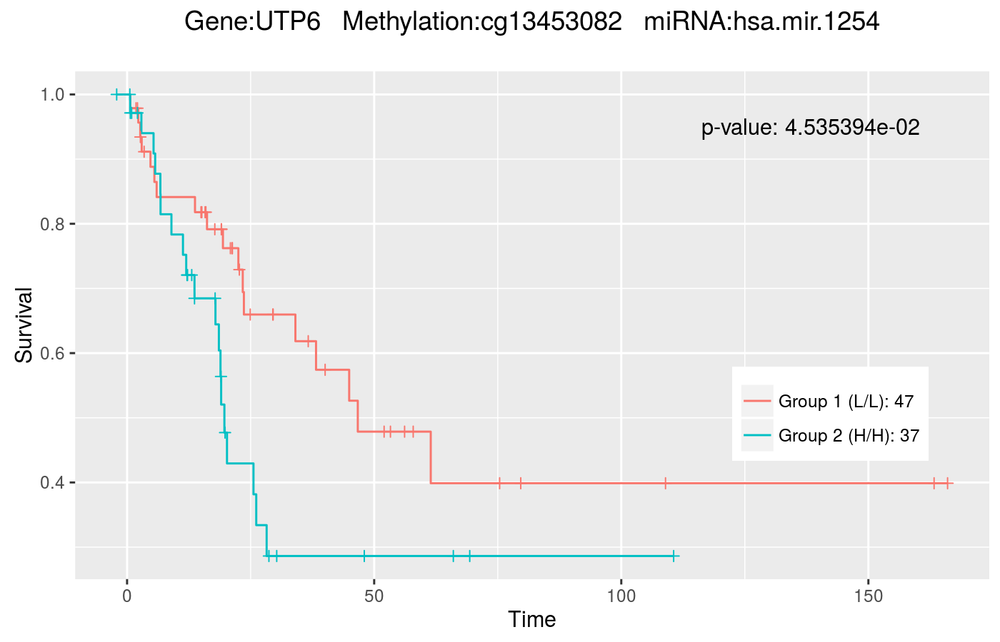 Gene:UTP6   Methylation:cg13453082   miRNA:hsa.mir.1254
1.0
p-value: 4.535394e-02
0.8
Survival
0.6
Group 1 (L/L): 47
Group 2 (H/H): 37
0.4
0 50 100 150
Time